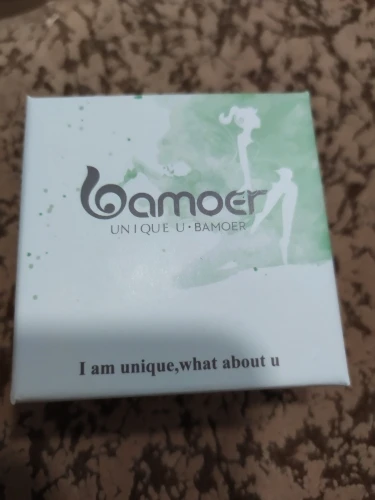 bamoer
UNIQUE U · BAMOER
I am unique,what about u